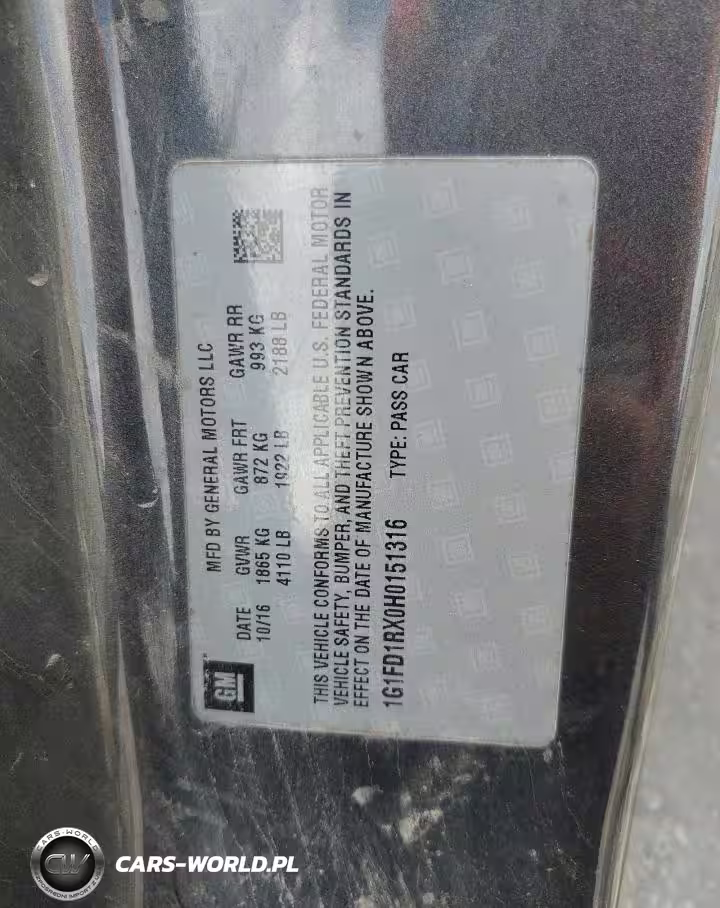 MFD BY GENERAL MOTORS LLC
DATE GVWR GAWR FRT GAWR RR
10/16 1865 KG 872 KG 993 KG
4110 LB 1922 LB 2188 LB
GM
THIS VEHICLE CONFORMS TO ALL APPLICABLE U.S. FEDERAL MOTOR
VEHICLE SAFETY, BUMPER, AND THEFT PREVENTION STANDARDS IN
EFFECT ON THE DATE OF MANUFACTURE SHOWN ABOVE.
1G1FD1RX0H0151316 TYPE: PASS CAR
CARS-WORLD
CW
CARS-WORLD.PL